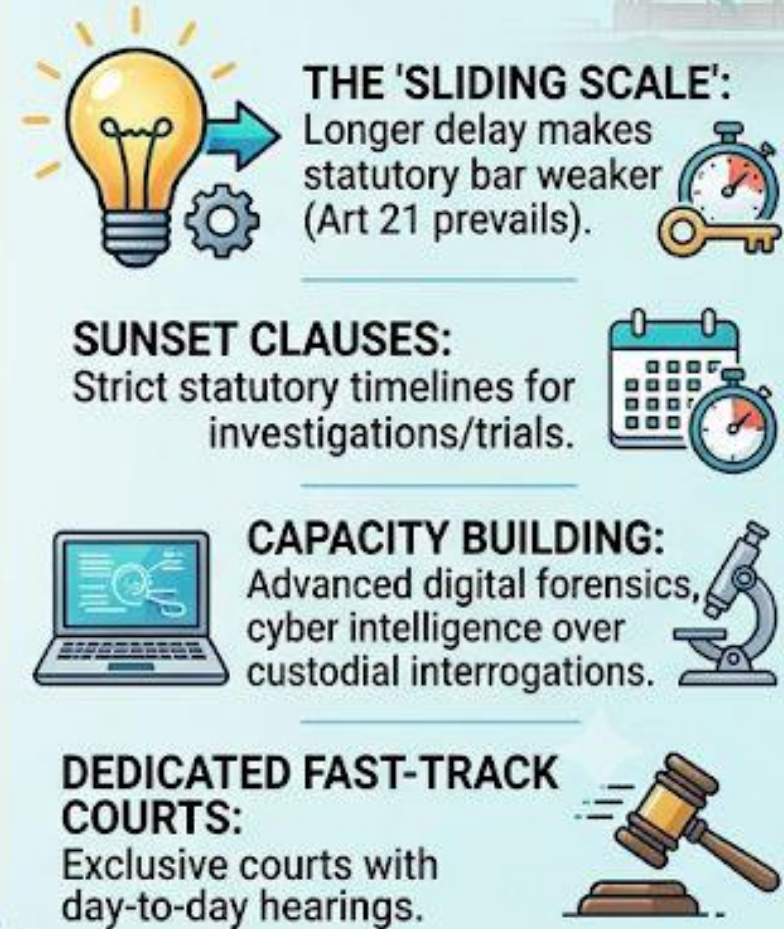 THE 'SLIDING SCALE':
Longer delay makes
statutory bar weaker
(Art 21 prevails).
SUNSET CLAUSES:
Strict statutory timelines for
investigations/trials.
CAPACITY BUILDING:
Advanced digital forensics,
cyber intelligence over
custodial interrogations.
DEDICATED FAST-TRACK
COURTS:
Exclusive courts with
day-to-day hearings.